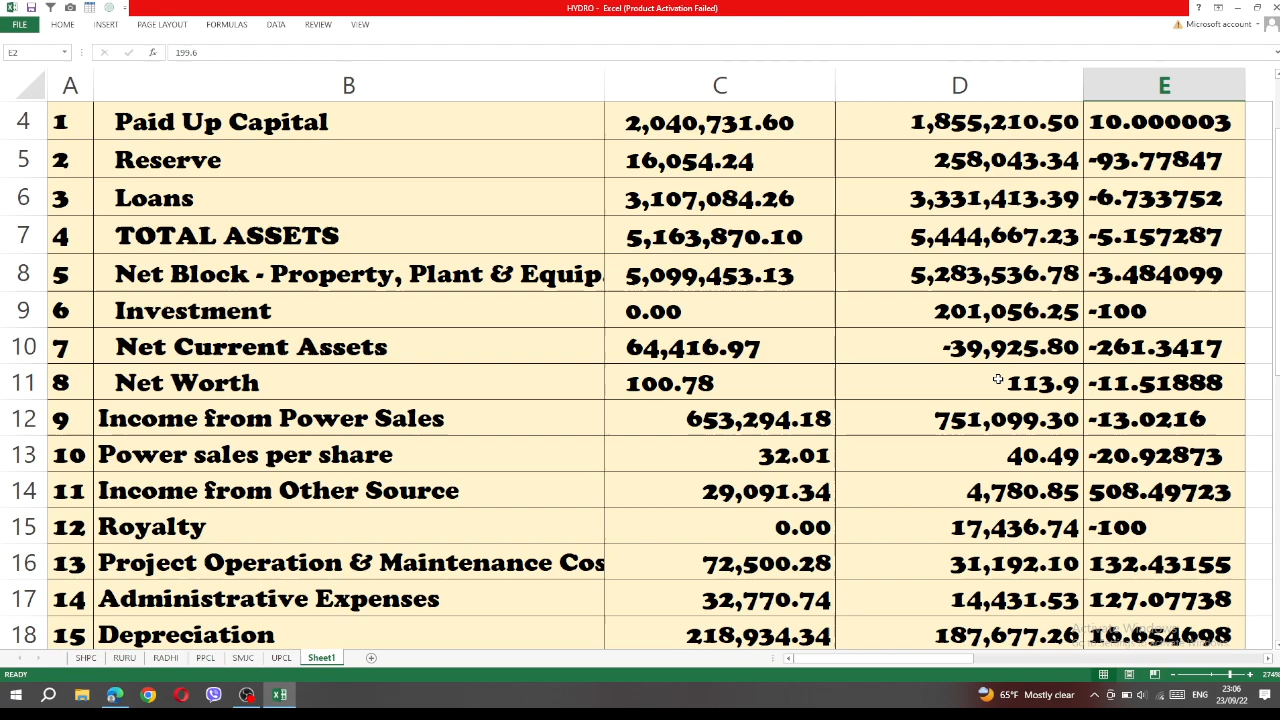 HYDRO - Excel (Product Activation Failed)
FILE HOME INSERT PAGE LAYOUT FORMULAS DATA REVIEW VIEW Microsoft account
E2 199.6
A B C D E
4 1 Paid Up Capital 2,040,731.60 1,855,210.50 10.000003
5 2 Reserve 16,054.24 258,043.34 -93.77847
6 3 Loans 3,107,084.26 3,331,413.39 -6.733752
7 4 TOTAL ASSETS 5,163,870.10 5,444,667.23 -5.157287
8 5 Net Block - Property, Plant & Equip. 5,099,453.13 5,283,536.78 -3.484099
9 6 Investment 0.00 201,056.25 -100
10 7 Net Current Assets 64,416.97 -39,925.80 -261.3417
11 8 Net Worth 100.78 113.9 -11.51888
12 9 Income from Power Sales 653,294.18 751,099.30 -13.0216
13 10 Power sales per share 32.01 40.49 -20.92873
14 11 Income from Other Source 29,091.34 4,780.85 508.49723
15 12 Royalty 0.00 17,436.74 -100
16 13 Project Operation & Maintenance Cos 72,500.28 31,192.10 132.43155
17 14 Administrative Expenses 32,770.74 14,431.53 127.07738
18 15 Depreciation 218,934.34 187,677.26 16.654698
Activate Windows
Go to Settings to activate Windows.
SHPC RURU RADHI PPCL SMJC UPCL Sheet1
READY 274%
65°F Mostly clear ENG 23:06
23/09/22